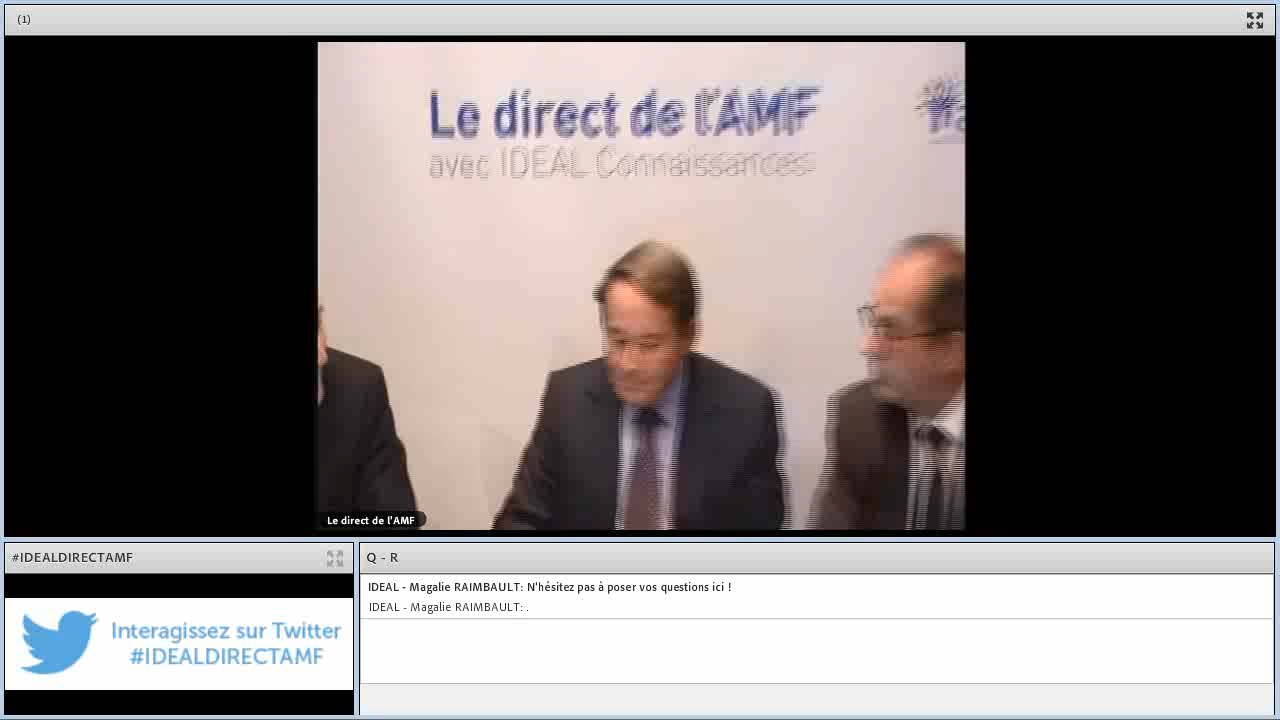 (1)
Le direct de l'AMF
avec IDEAL Connaissances
Le direct de l'AMF
#IDEALDIRECTAMF
Interagissez sur Twitter
#IDEALDIRECTAMF
Q - R
IDEAL - Magalie RAIMBAULT: N'hésitez pas à poser vos questions ici !
IDEAL - Magalie RAIMBAULT: .